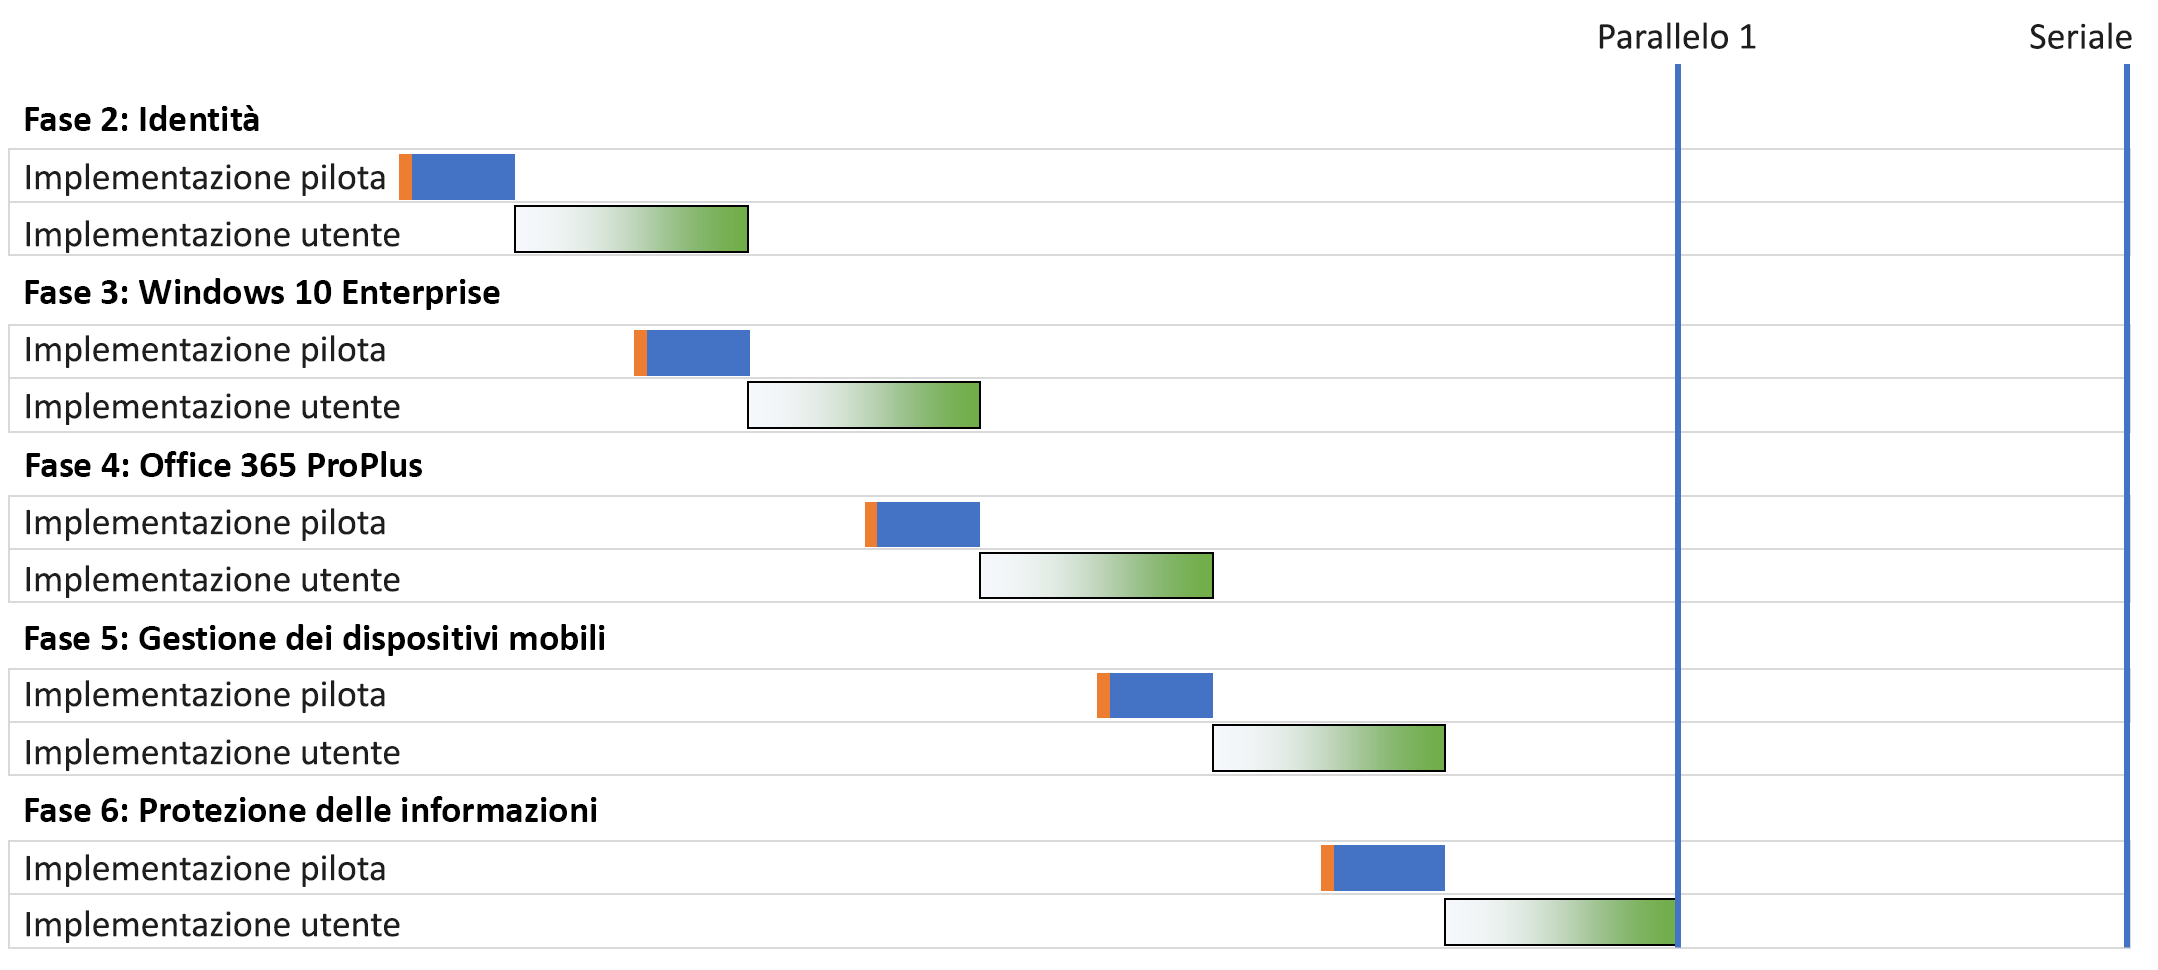 Parallelo 1
Seriale
Fase 2: Identità
Implementazione pilota
Implementazione utente
Fase 3: Windows 10 Enterprise
Implementazione pilota
Implementazione utente
Fase 4: Office 365 ProPlus
Implementazione pilota
Implementazione utente
Fase 5: Gestione dei dispositivi mobili
Implementazione pilota
Implementazione utente
Fase 6: Protezione delle informazioni
Implementazione pilota
Implementazione utente